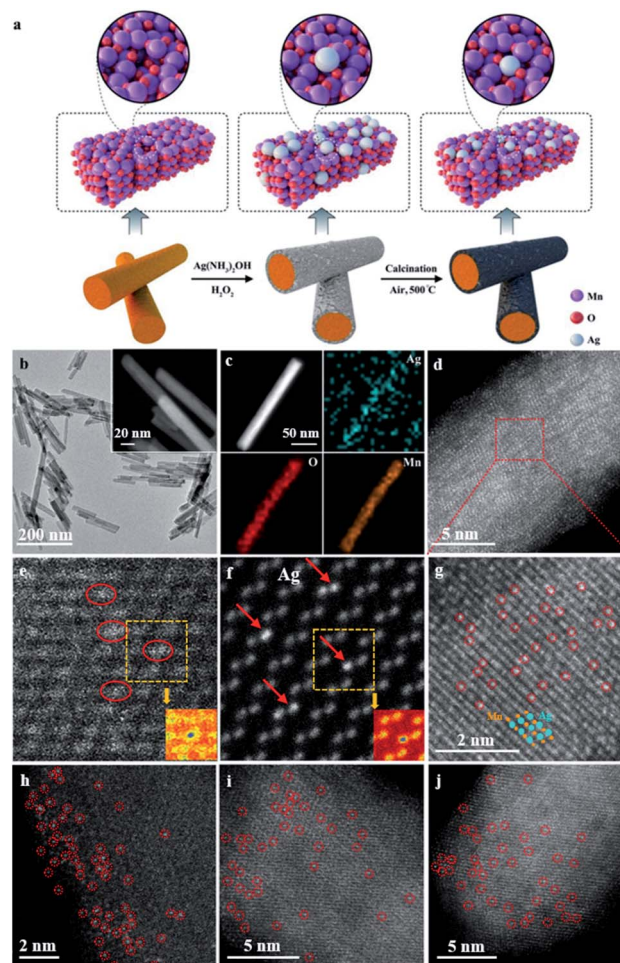 a
Ag(NH3)2OH
H2O2
Calcination
Air, 500°C
Mn
O
Ag
b
20 nm
200 nm
c
50 nm
Ag
O
Mn
d
5 nm
e
f
Ag
g
Mn
Ag
2 nm
h
2 nm
i
5 nm
j
5 nm